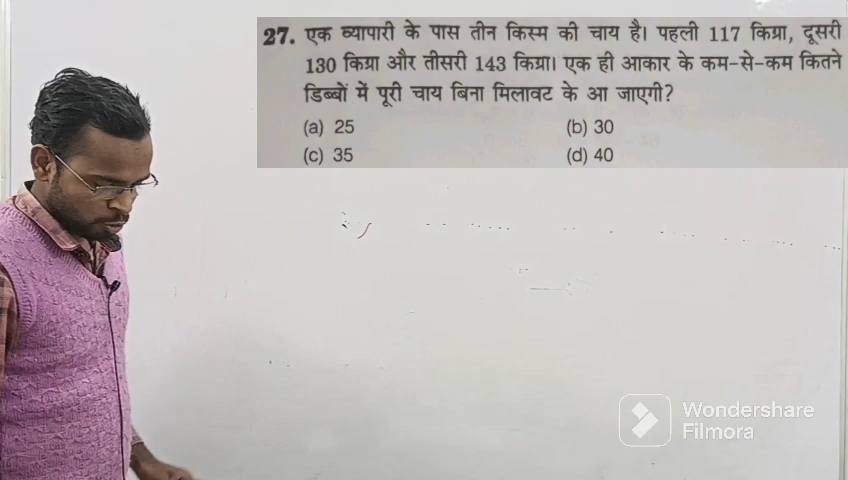 27. एक व्यापारी के पास तीन किस्म की चाय है। पहली 117 किग्रा, दूसरी
130 किग्रा और तीसरी 143 किग्रा। एक ही आकार के कम-से-कम कितने
डिब्बों में पूरी चाय बिना मिलावट के आ जाएगी?
(a) 25 (b) 30
(c) 35 (d) 40
Wondershare
Filmora